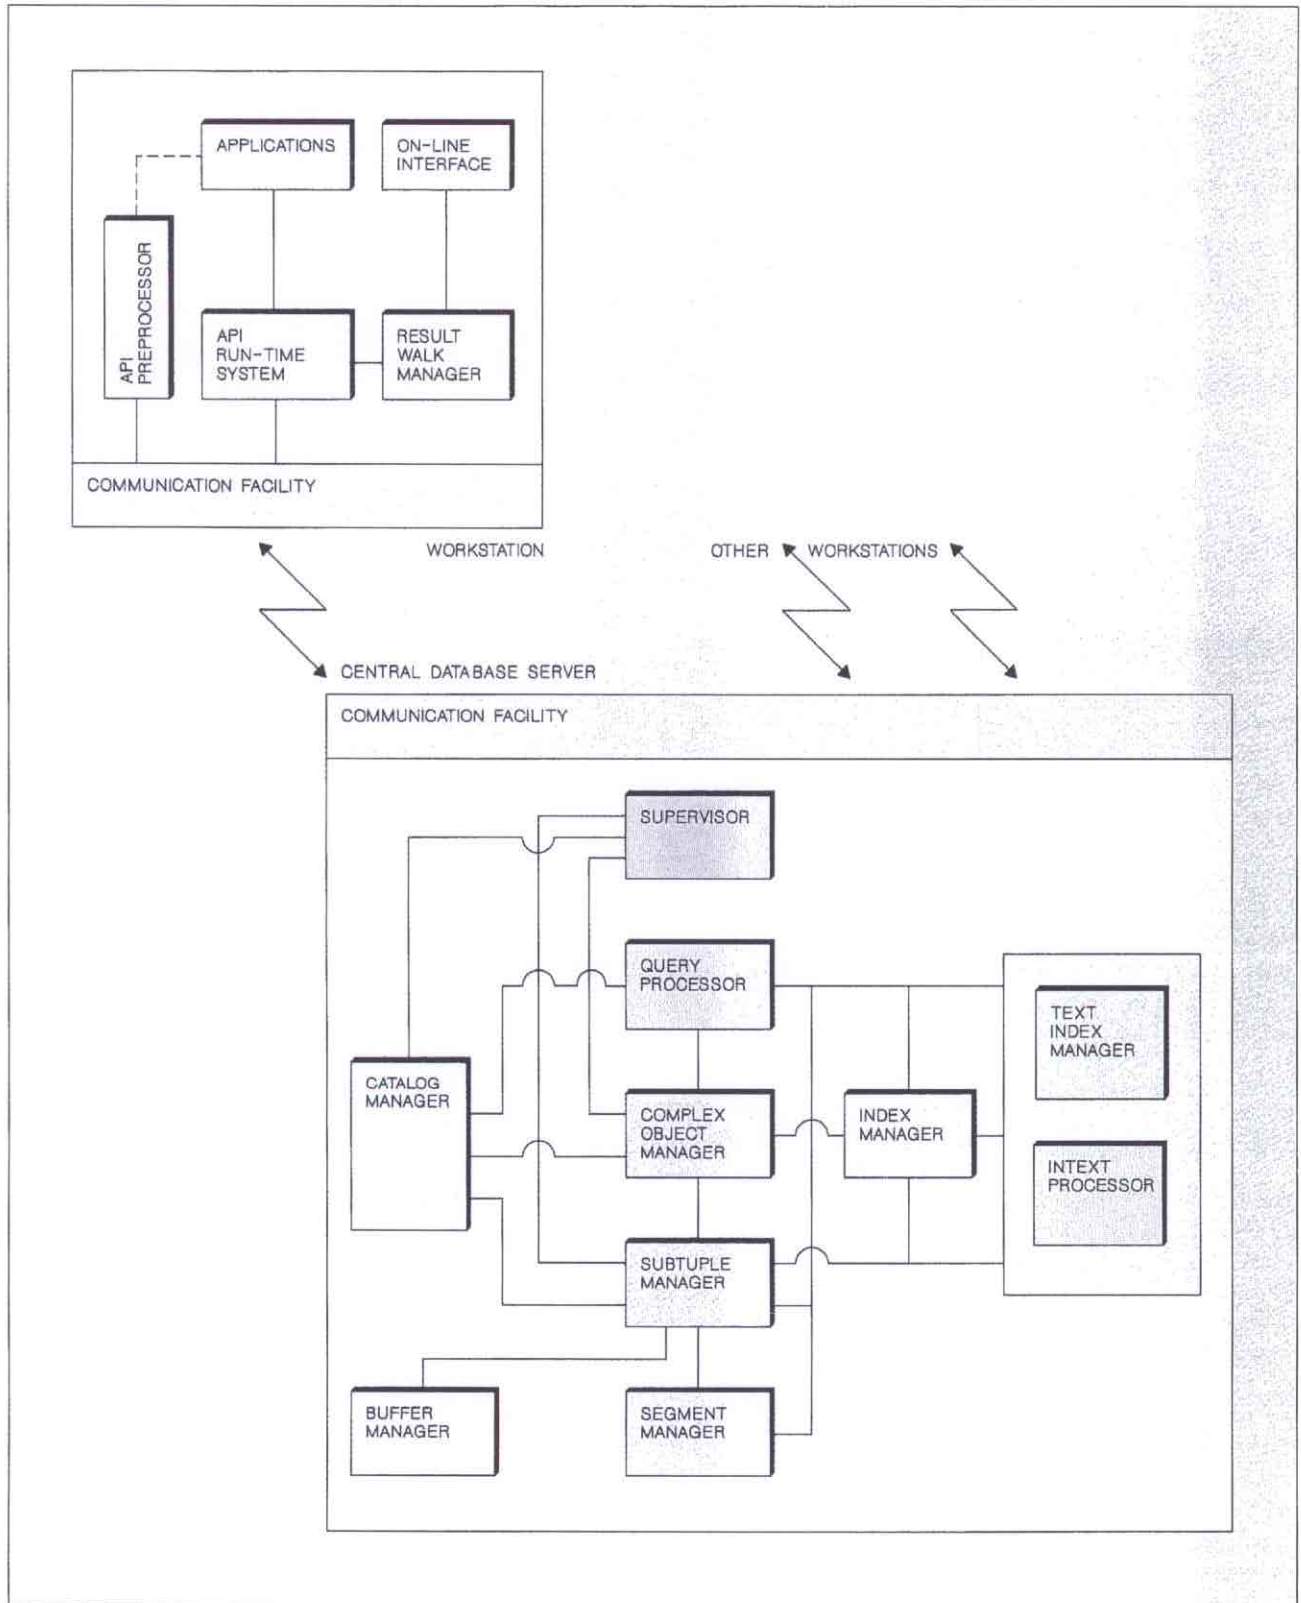 APPLICATIONS
ON-LINE
INTERFACE
API
PREPROCESSOR
API
RUN-TIME
SYSTEM
RESULT
WALK
MANAGER
COMMUNICATION FACILITY
WORKSTATION
OTHER WORKSTATIONS
CENTRAL DATABASE SERVER
COMMUNICATION FACILITY
SUPERVISOR
QUERY
PROCESSOR
TEXT
INDEX
MANAGER
CATALOG
MANAGER
COMPLEX
OBJECT
MANAGER
INDEX
MANAGER
INTEXT
PROCESSOR
SUBTUPLE
MANAGER
BUFFER
MANAGER
SEGMENT
MANAGER